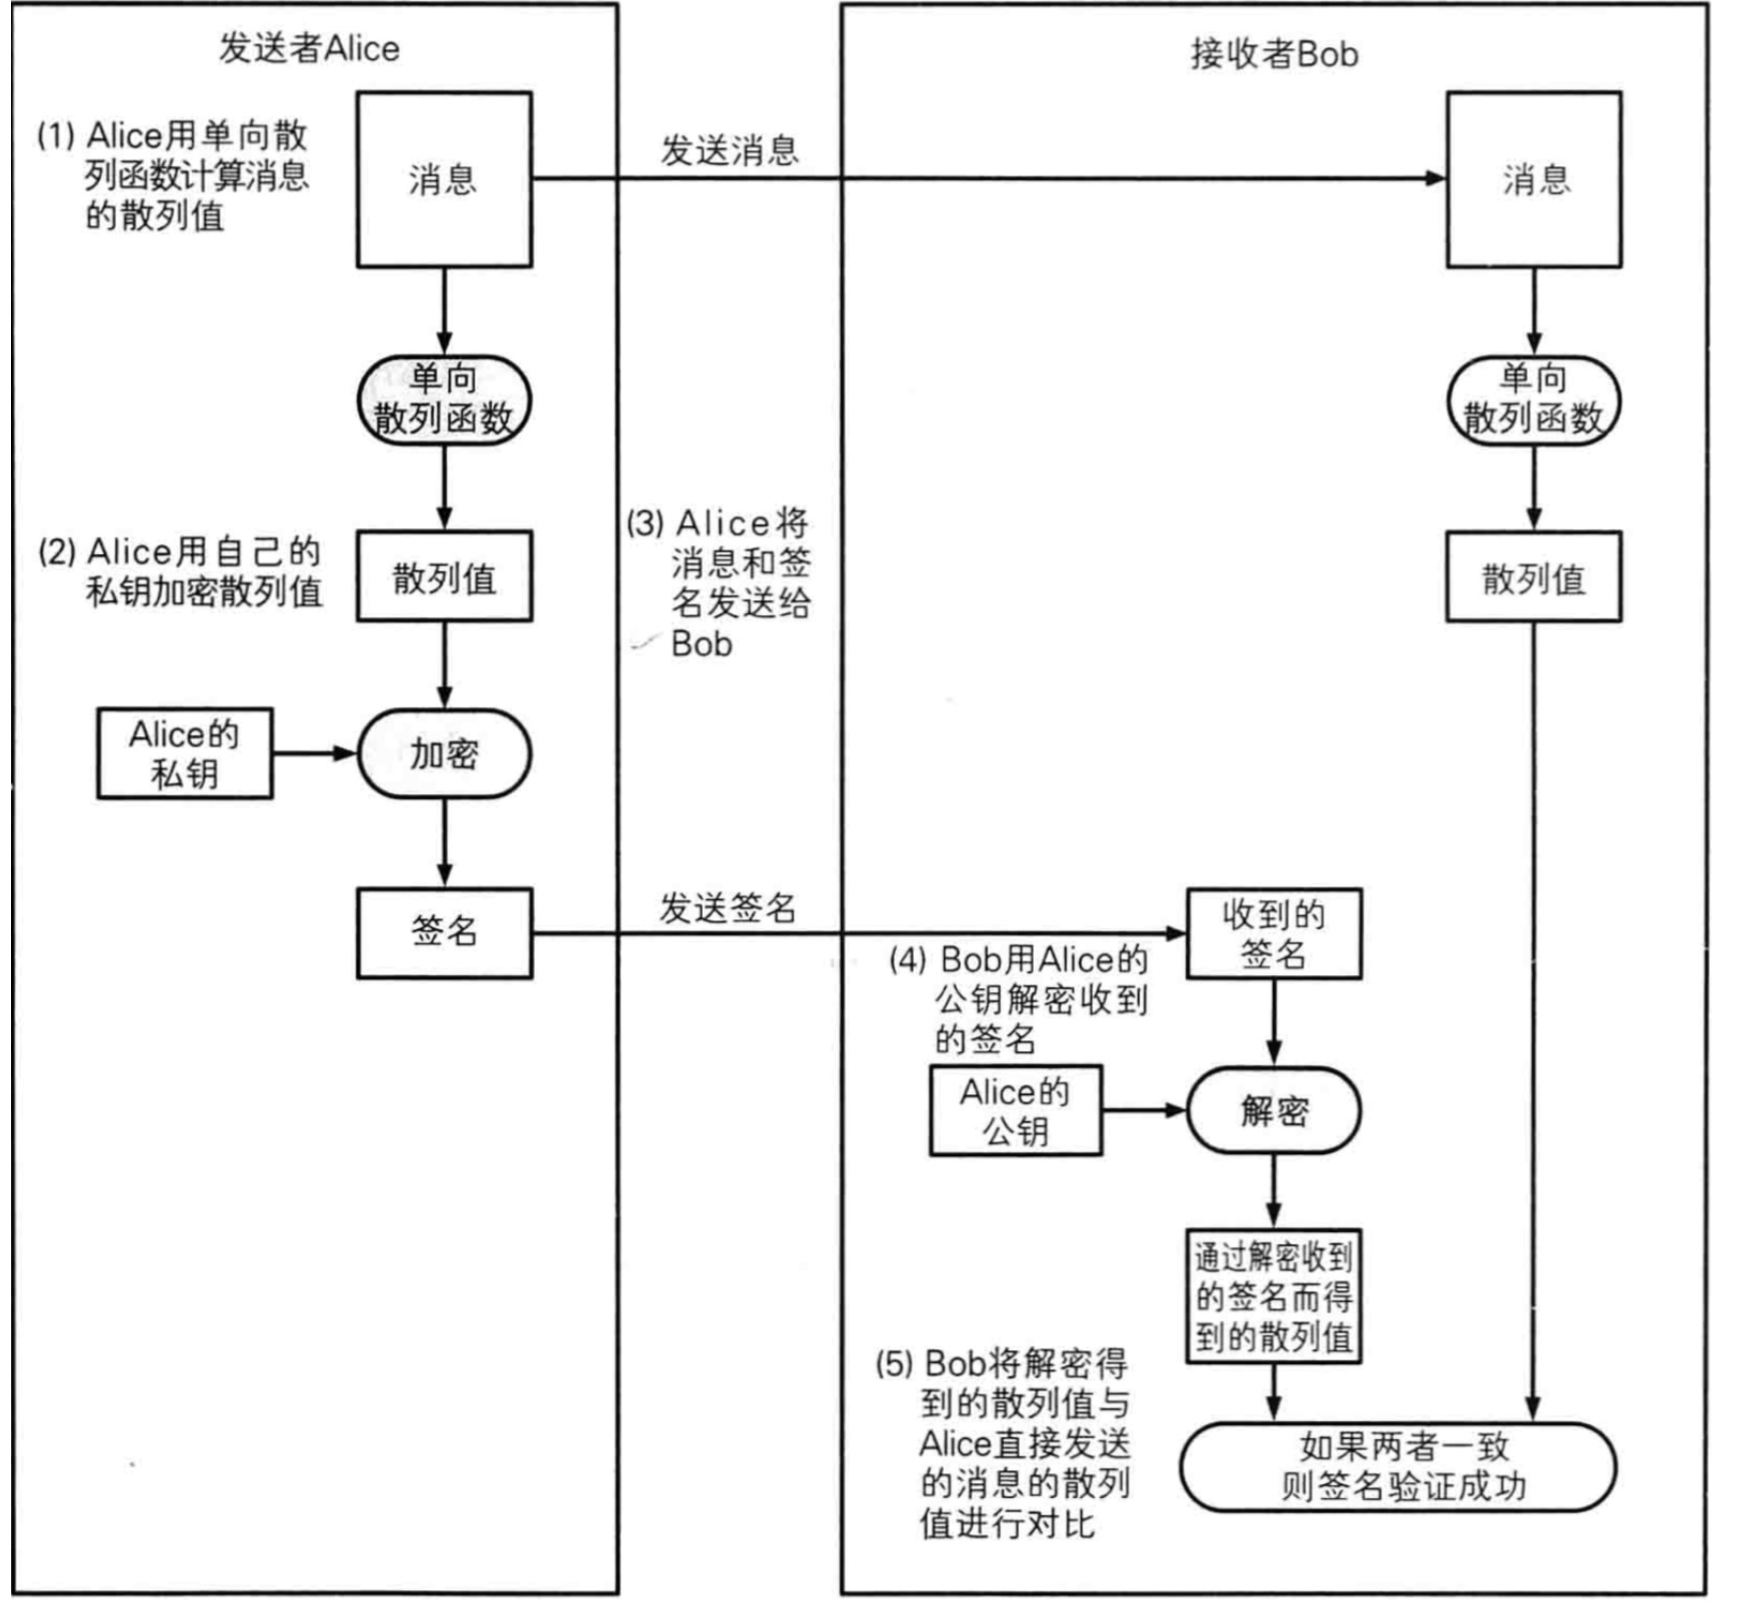 发送者Alice
(1) Alice用单向散
列函数计算消息
的散列值
消息
单向
散列函数
(2) Alice用自己的
私钥加密散列值
散列值
Alice的
私钥
加密
签名
发送消息
(3) Alice将
消息和签
名发送给
Bob
发送签名
接收者Bob
消息
单向
散列函数
散列值
收到的
签名
(4) Bob用Alice的
公钥解密收到
的签名
Alice的
公钥
解密
通过解密收到
的签名而得
到的散列值
(5) Bob将解密得
到的散列值与
Alice直接发送
的消息的散列
值进行对比
如果两者一致
则签名验证成功